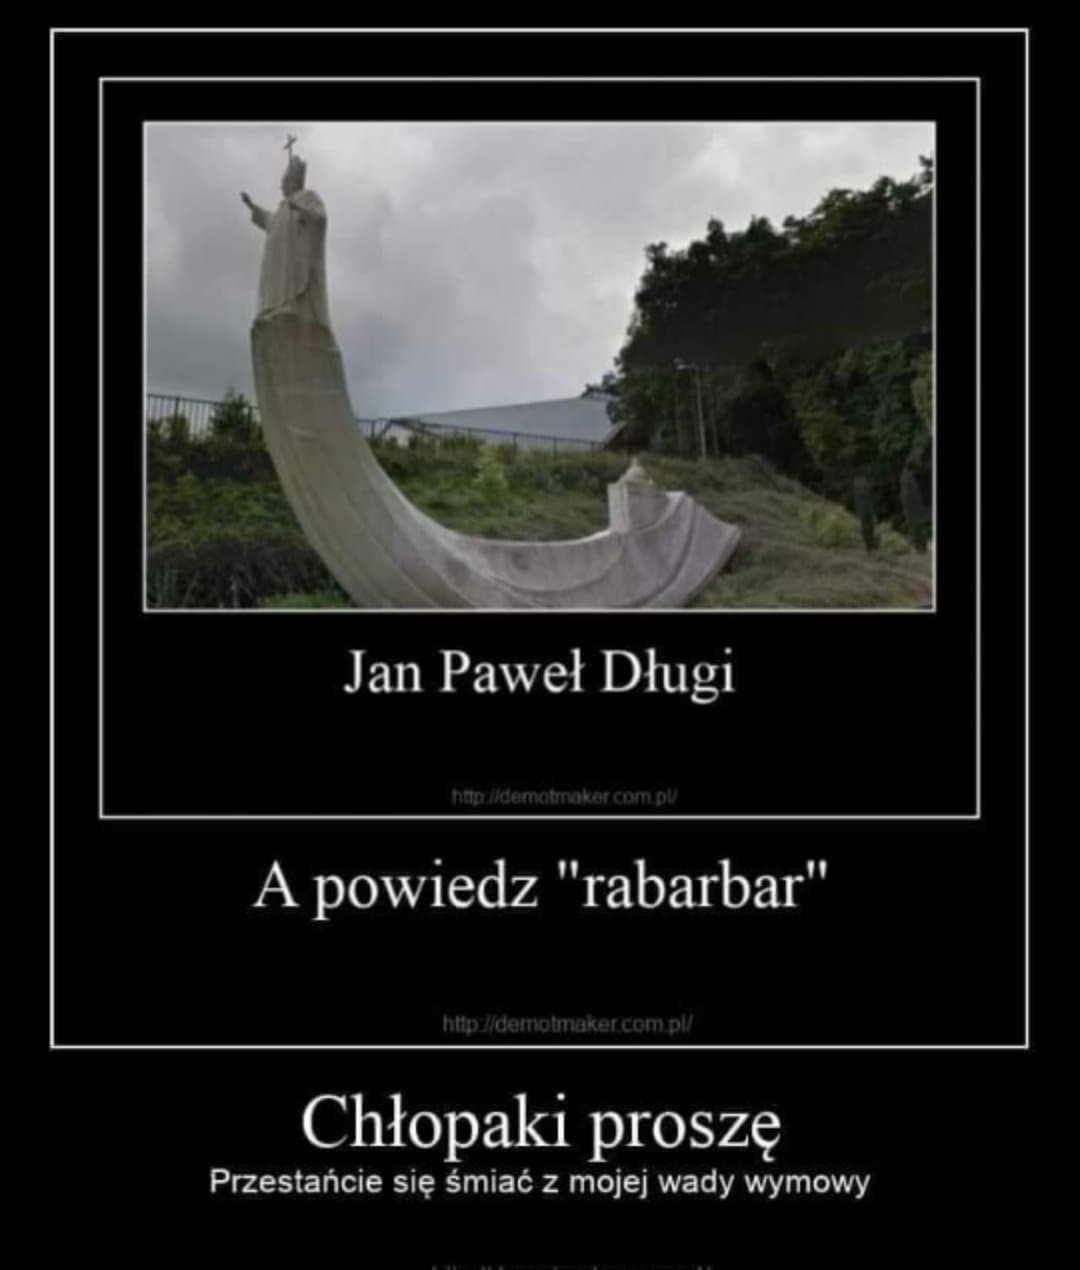 Jan Paweł Długi
http://demotmaker.com.pl/
A powiedz "rabarbar"
http://demotmaker.com.pl/
Chłopaki proszę
Przestańcie się śmiać z mojej wady wymowy